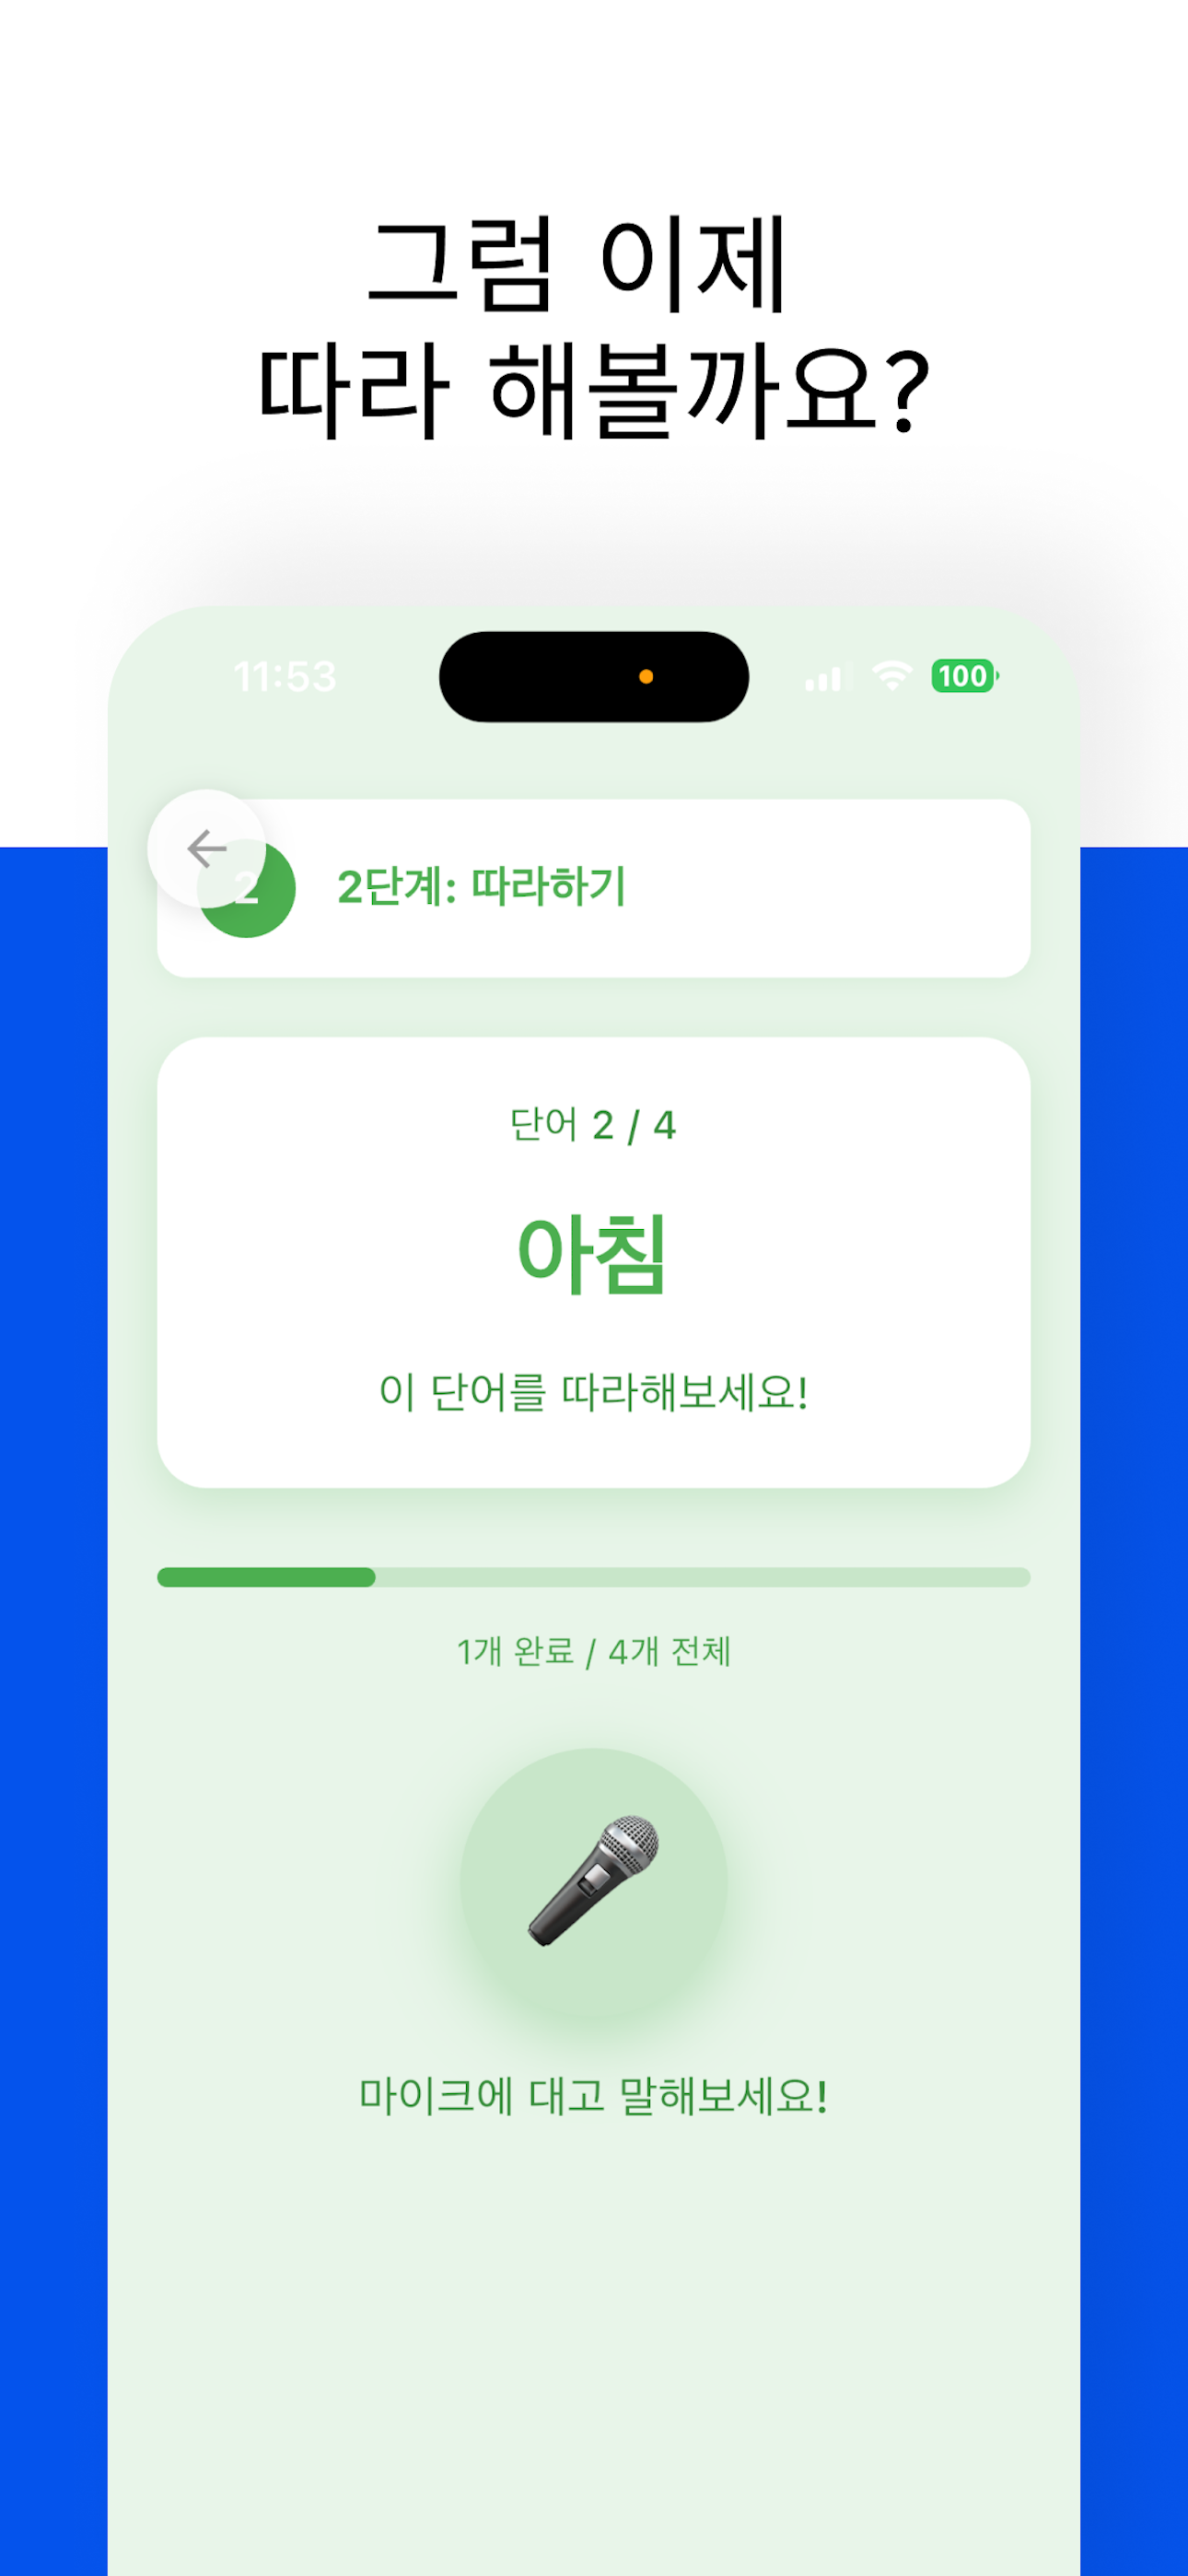 그럼 이제
따라 해볼까요?
11:53
100
2
2단계: 따라하기
단어 2 / 4
아침
이 단어를 따라해보세요!
1개 완료 / 4개 전체
마이크에 대고 말해보세요!